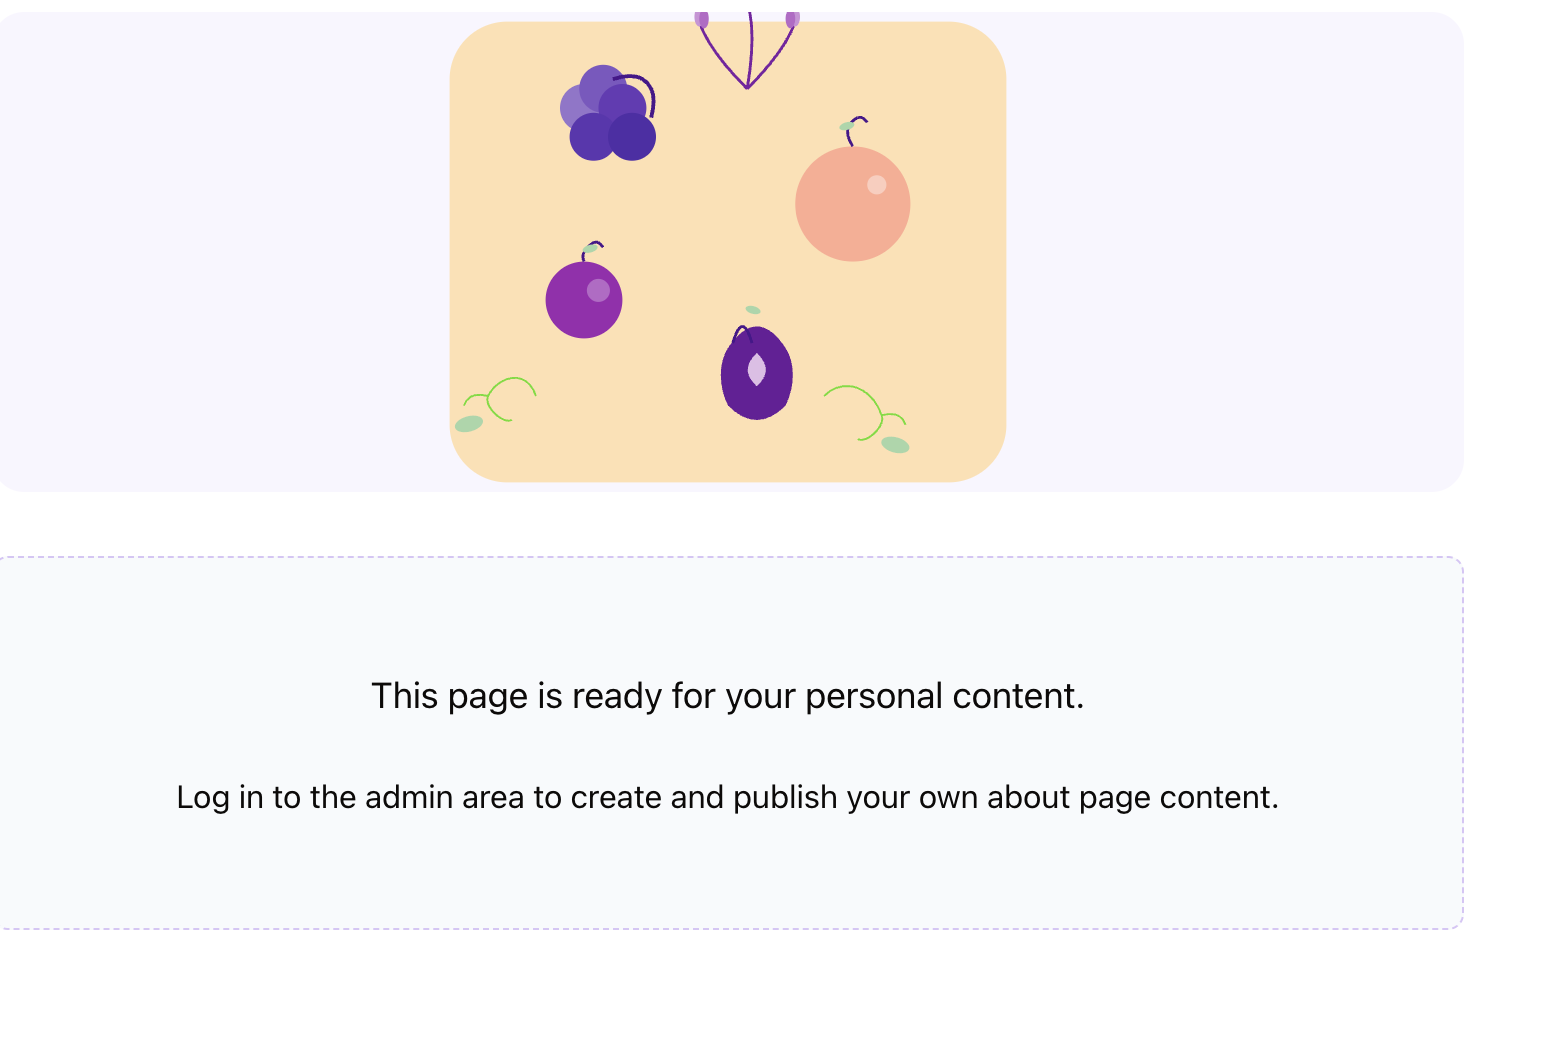 This page is ready for your personal content.
Log in to the admin area to create and publish your own about page content.